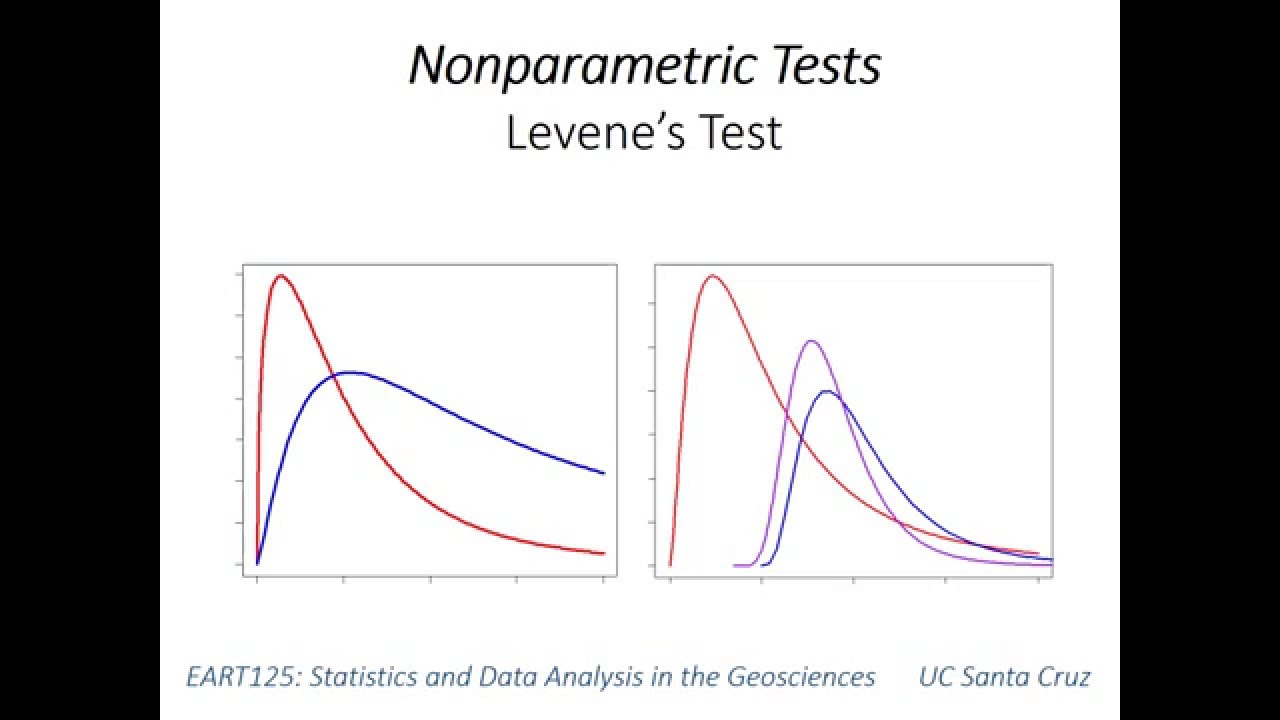 Nonparametric Tests
Levene’s Test
EART125: Statistics and Data Analysis in the Geosciences UC Santa Cruz